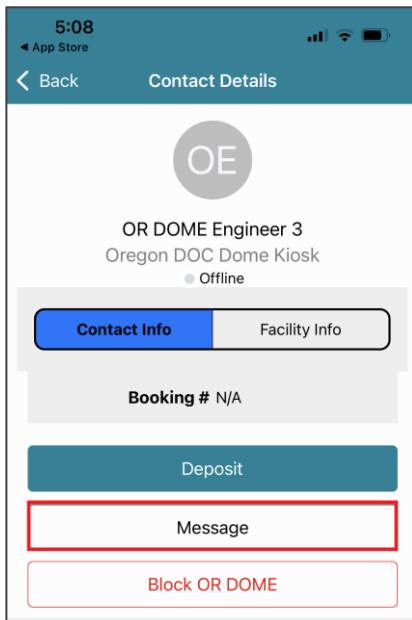 5:08
◀ App Store
Back
Contact Details
OE
OR DOME Engineer 3
Oregon DOC Dome Kiosk
Offline
Contact Info
Facility Info
Booking # N/A
Deposit
Message
Block OR DOME